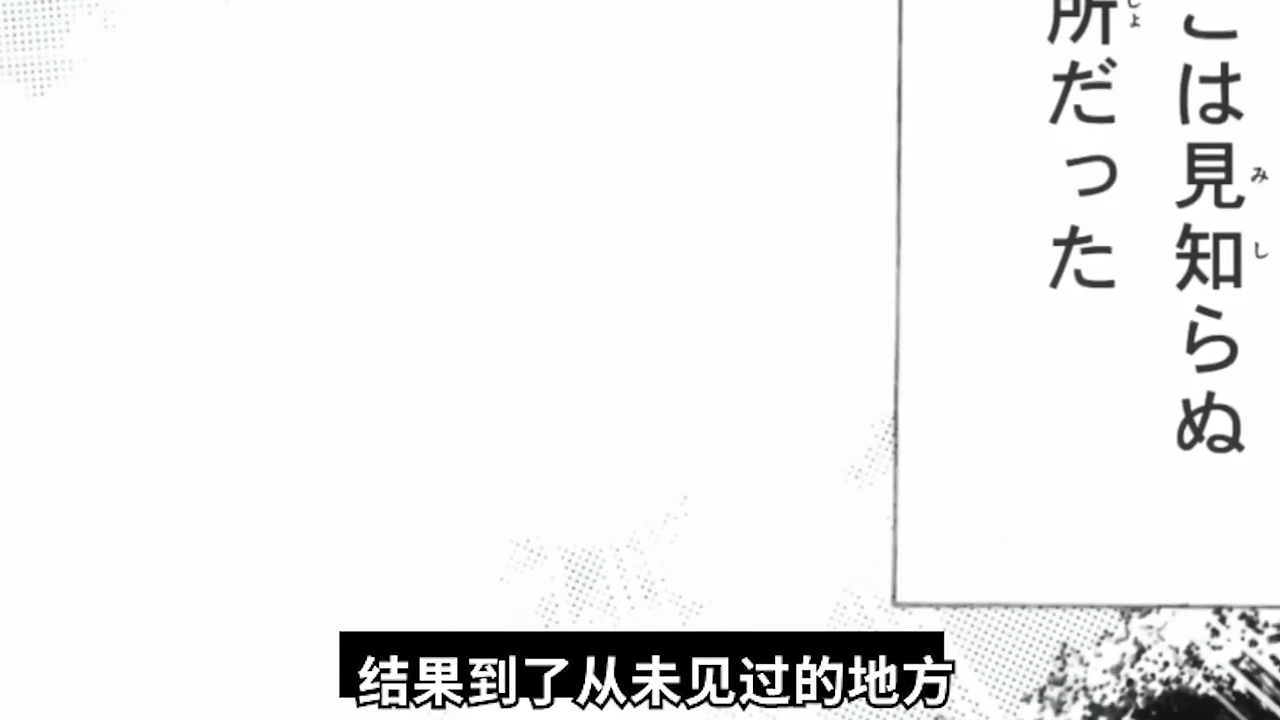 こは見知らぬ
所だった
结果到了从未见过的地方